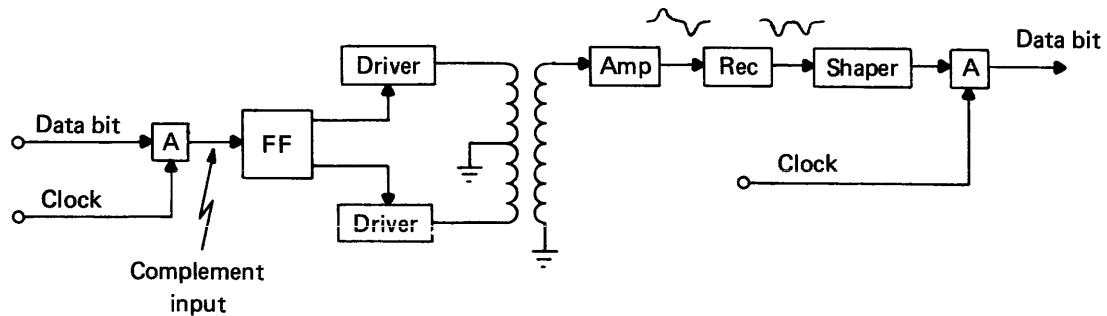 Data bit
Clock
A
Complement
input
FF
Driver
Driver
Amp
Rec
Shaper
A
Clock
Data bit